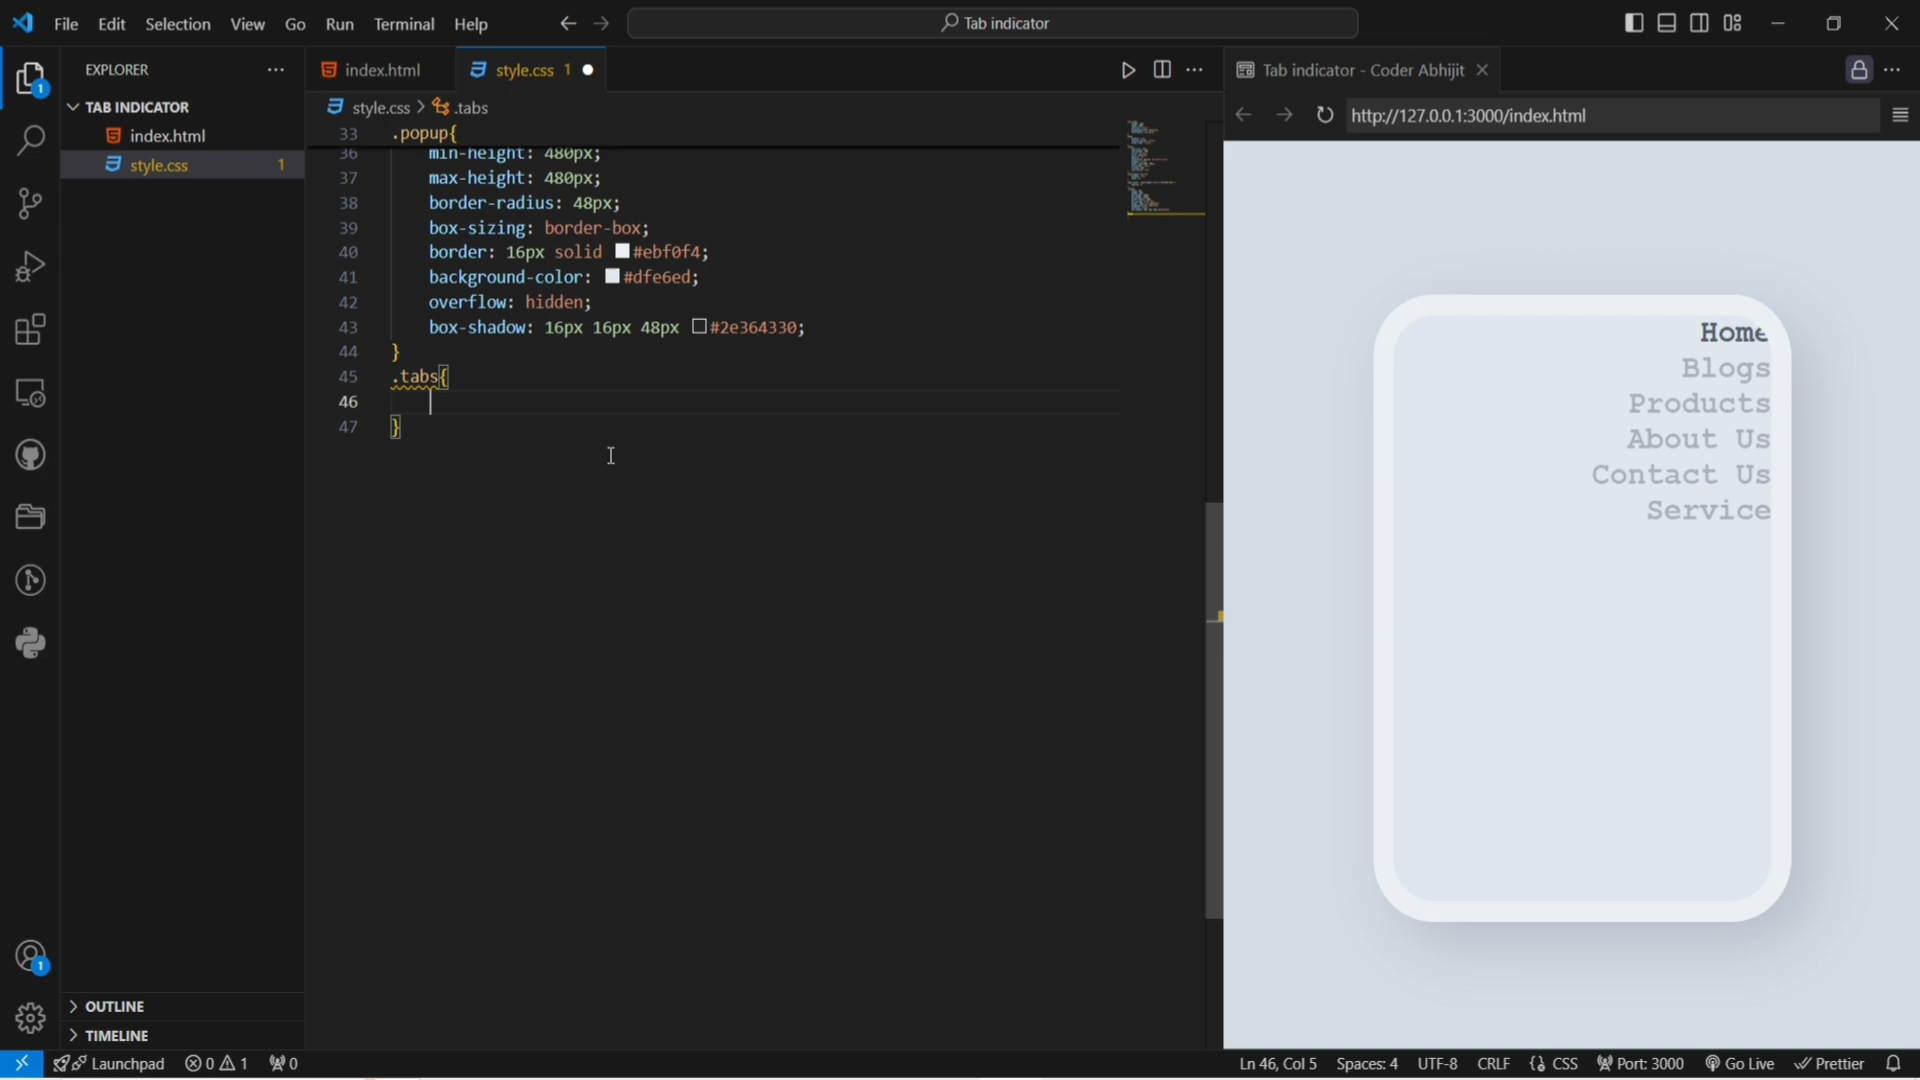 File Edit Selection View Go Run Terminal Help Tab indicator
EXPLORER
index.html
style.css 1
Tab indicator - Coder Abhijit
http://127.0.0.1:3000/index.html
TAB INDICATOR
index.html
style.css 1
style.css > .tabs
33 .popup{
36 min-height: 480px;
37 max-height: 480px;
38 border-radius: 48px;
39 box-sizing: border-box;
40 border: 16px solid #ebf0f4;
41 background-color: #dfe6ed;
42 overflow: hidden;
43 box-shadow: 16px 16px 48px #2e364330;
44 }
45 .tabs{
46
47 }
Home
Blogs
Products
About Us
Contact Us
Service
1
1
OUTLINE
TIMELINE
Launchpad 0 1 0 Ln 46, Col 5 Spaces: 4 UTF-8 CRLF {} CSS Port: 3000 Go Live Prettier